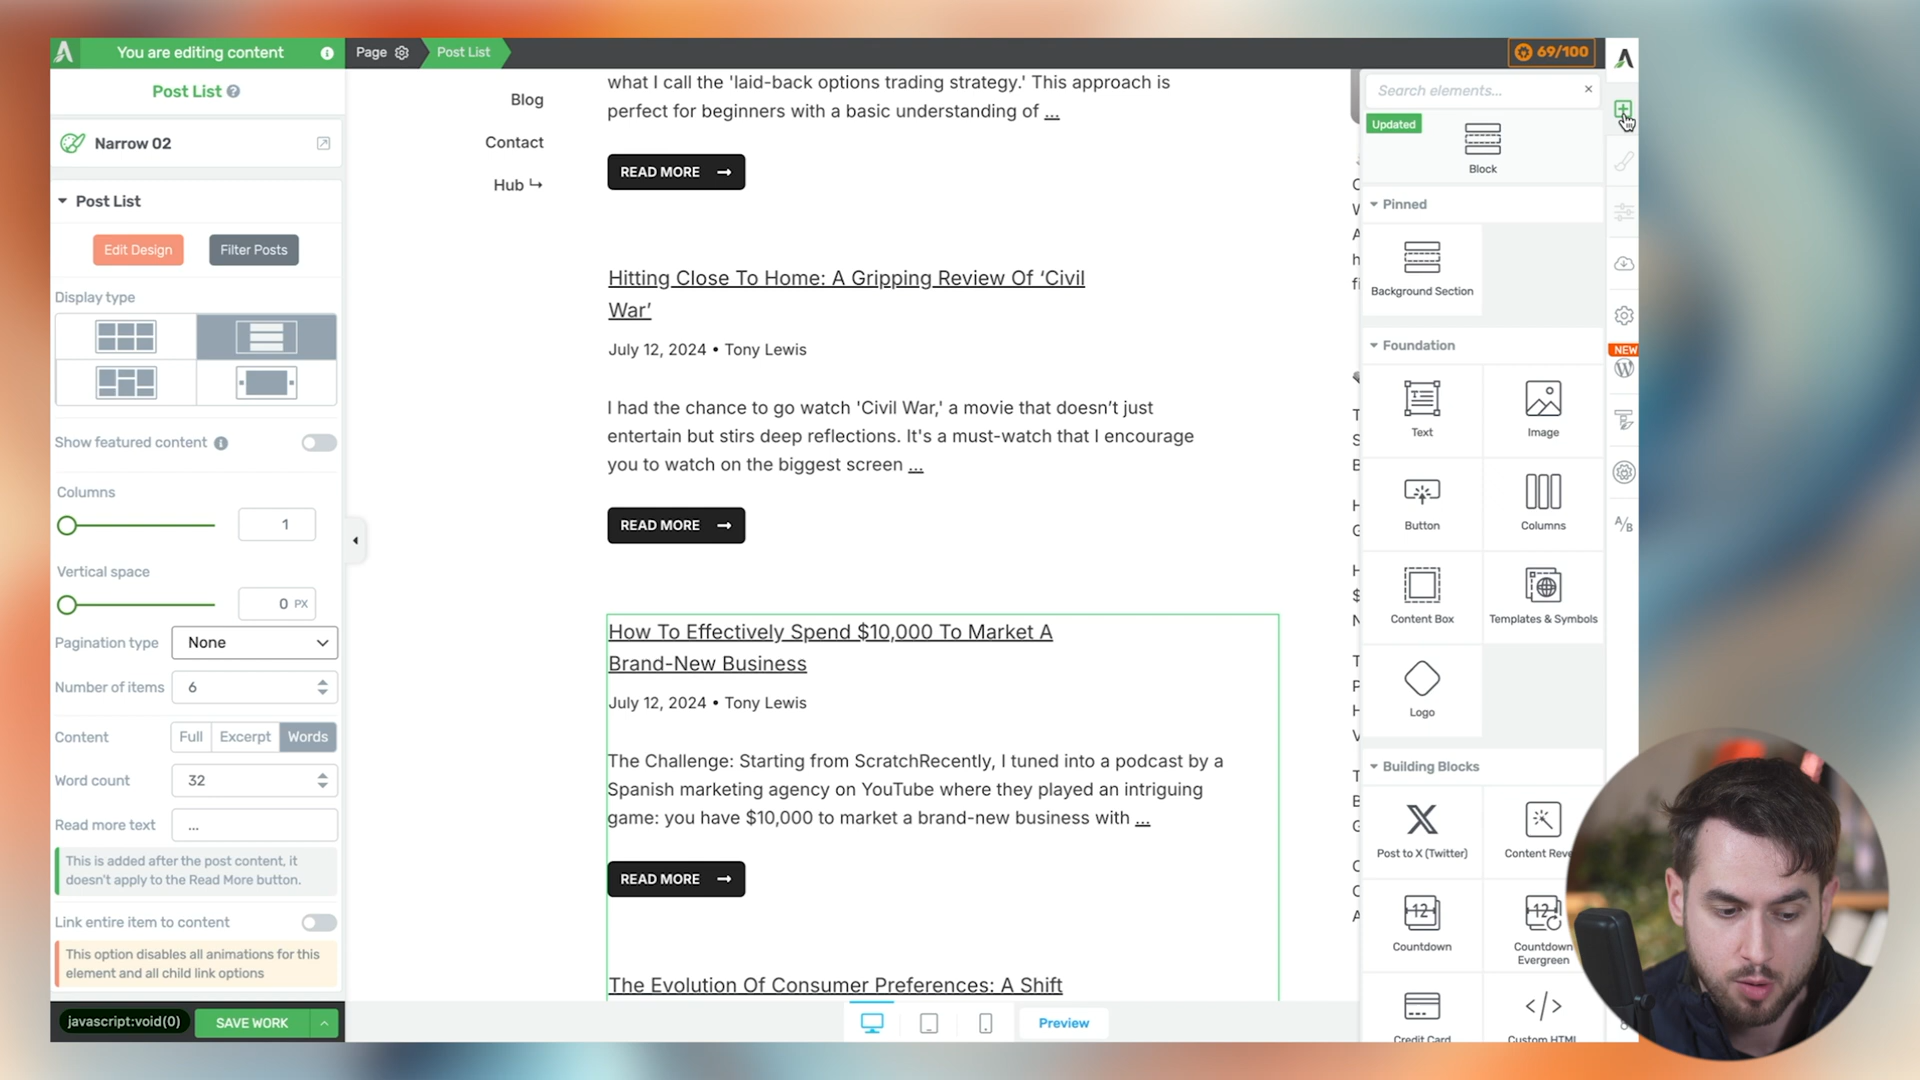 You are editing content
Page
Post List
69/100
Post List
Narrow 02
Post List
Edit Design
Filter Posts
Display type
Show featured content
Columns
1
Vertical space
0 PX
Pagination type
None
Number of items
6
Content
Full
Excerpt
Words
Word count
32
Read more text
...
This is added after the post content, it
doesn't apply to the Read More button.
Link entire item to content
This option disables all animations for this
element and all child link options
javascript:void(0)
SAVE WORK
Blog
Contact
Hub ↪
what I call the 'laid-back options trading strategy.' This approach is
perfect for beginners with a basic understanding of ...
READ MORE →
Hitting Close To Home: A Gripping Review Of ‘Civil
War’
July 12, 2024 • Tony Lewis
I had the chance to go watch 'Civil War,' a movie that doesn’t just
entertain but stirs deep reflections. It's a must-watch that I encourage
you to watch on the biggest screen ...
READ MORE →
How To Effectively Spend $10,000 To Market A
Brand-New Business
July 12, 2024 • Tony Lewis
The Challenge: Starting from ScratchRecently, I tuned into a podcast by a
Spanish marketing agency on YouTube where they played an intriguing
game: you have $10,000 to market a brand-new business with ...
READ MORE →
The Evolution Of Consumer Preferences: A Shift
Preview
Search elements...
Updated
Block
Pinned
Background Section
Foundation
Text
Image
Button
Columns
Content Box
Templates & Symbols
Logo
Building Blocks
Post to X (Twitter)
Content Reve
Countdown
Countdown
Evergreen
Credit Card
Custom HTML
NEW
A/B